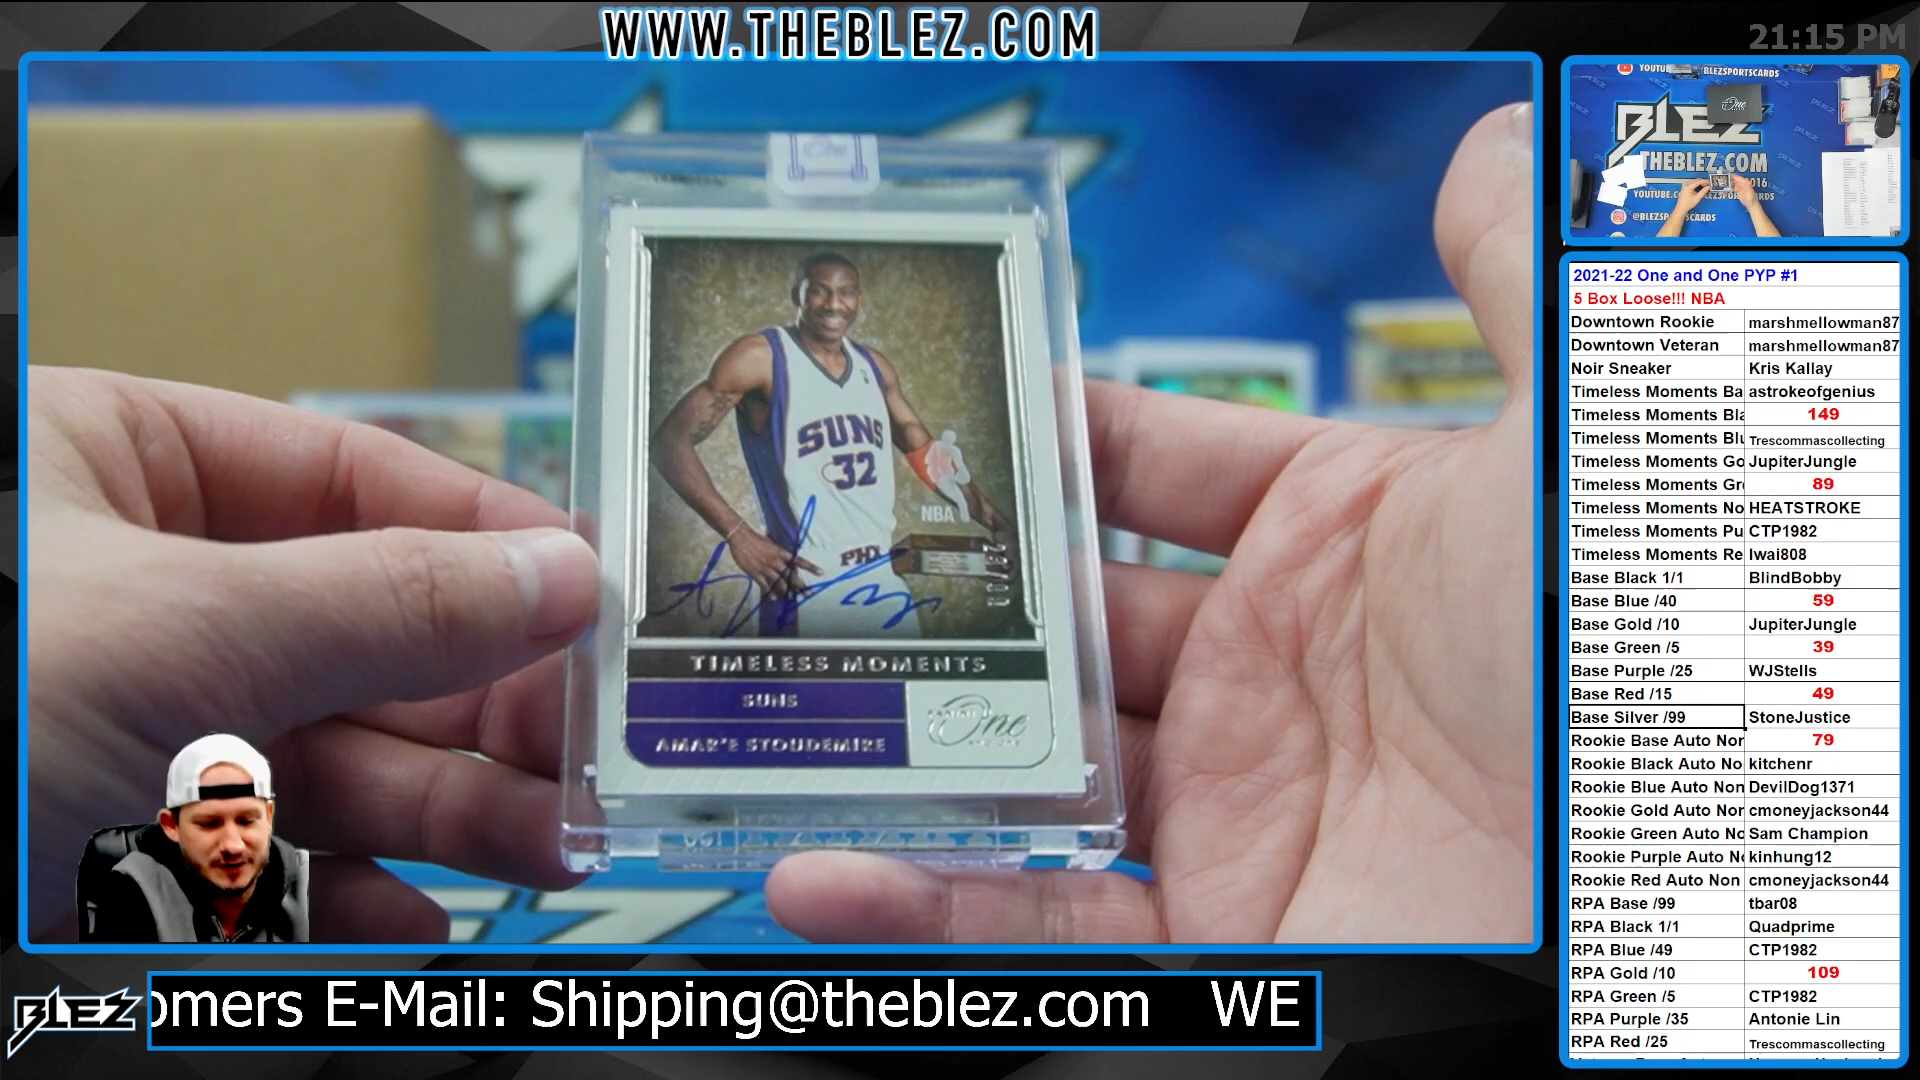 WWW.THEBLEZ.COM
21:15 PM
SUNS
32
NBA
PHX
TIMELESS MOMENTS
SUNS
AMAR'E STOUDEMIRE
One
BLEZ
THEBLEZ.COM
@BLEZSPORTSCARDS
2021-22 One and One PYP #1
5 Box Loose!!! NBA
Downtown Rookie marshmellowman87
Downtown Veteran marshmellowman87
Noir Sneaker Kris Kallay
Timeless Moments Ba astrokeofgenius
Timeless Moments Bla 149
Timeless Moments Blu Trescommascollecting
Timeless Moments Go JupiterJungle
Timeless Moments Gre 89
Timeless Moments No HEATSTROKE
Timeless Moments Pu CTP1982
Timeless Moments Re Iwai808
Base Black 1/1 BlindBobby
Base Blue /40 59
Base Gold /10 JupiterJungle
Base Green /5 39
Base Purple /25 WJStells
Base Red /15 49
Base Silver /99 StoneJustice
Rookie Base Auto Nor 79
Rookie Black Auto No kitchenr
Rookie Blue Auto Non DevilDog1371
Rookie Gold Auto Nor cmoneyjackson44
Rookie Green Auto No Sam Champion
Rookie Purple Auto No kinhung12
Rookie Red Auto Non cmoneyjackson44
RPA Base /99 tbar08
RPA Black 1/1 Quadprime
RPA Blue /49 CTP1982
RPA Gold /10 109
RPA Green /5 CTP1982
RPA Purple /35 Antonie Lin
RPA Red /25 Trescommascollecting
BLEZ
omers E-Mail: Shipping@theblez.com WE